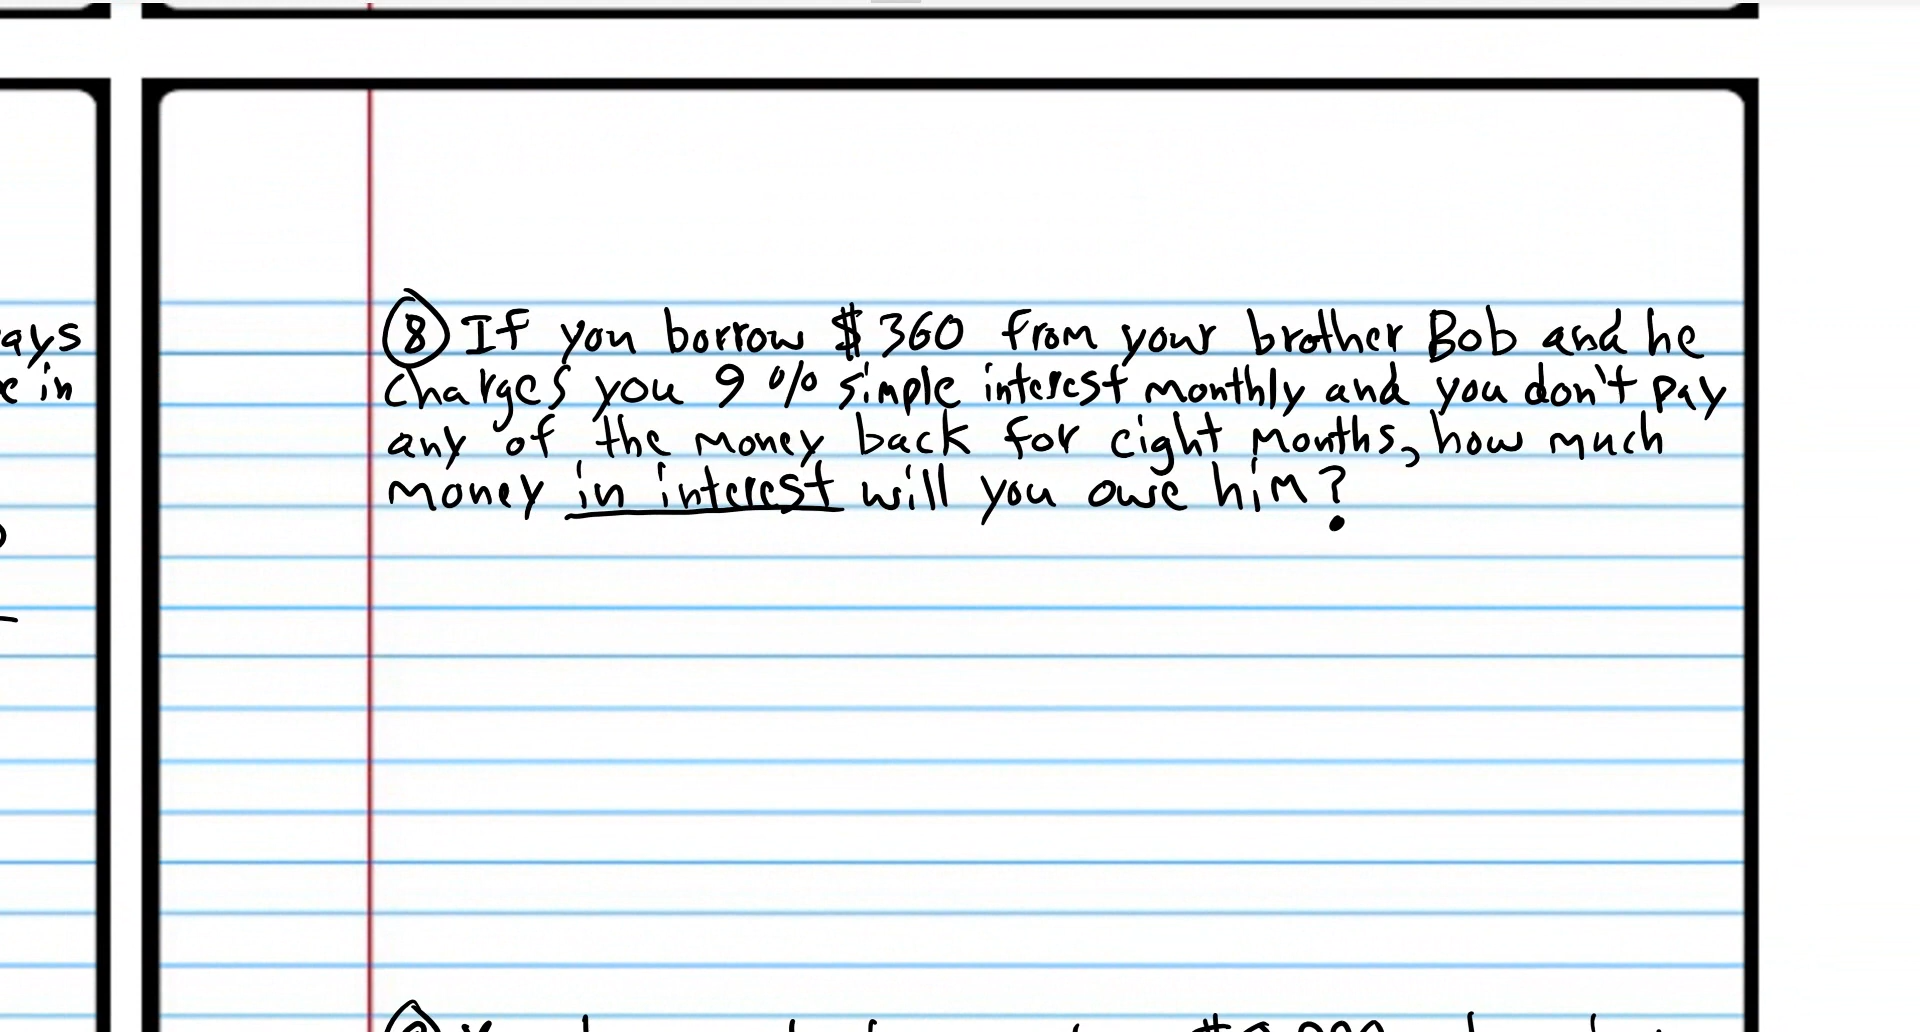 ays
in
⑧ If you borrow $360 from your brother Bob and he
charges you 9% simple interest monthly and you don't pay
any of the money back for eight months, how much
money in interest will you owe him?